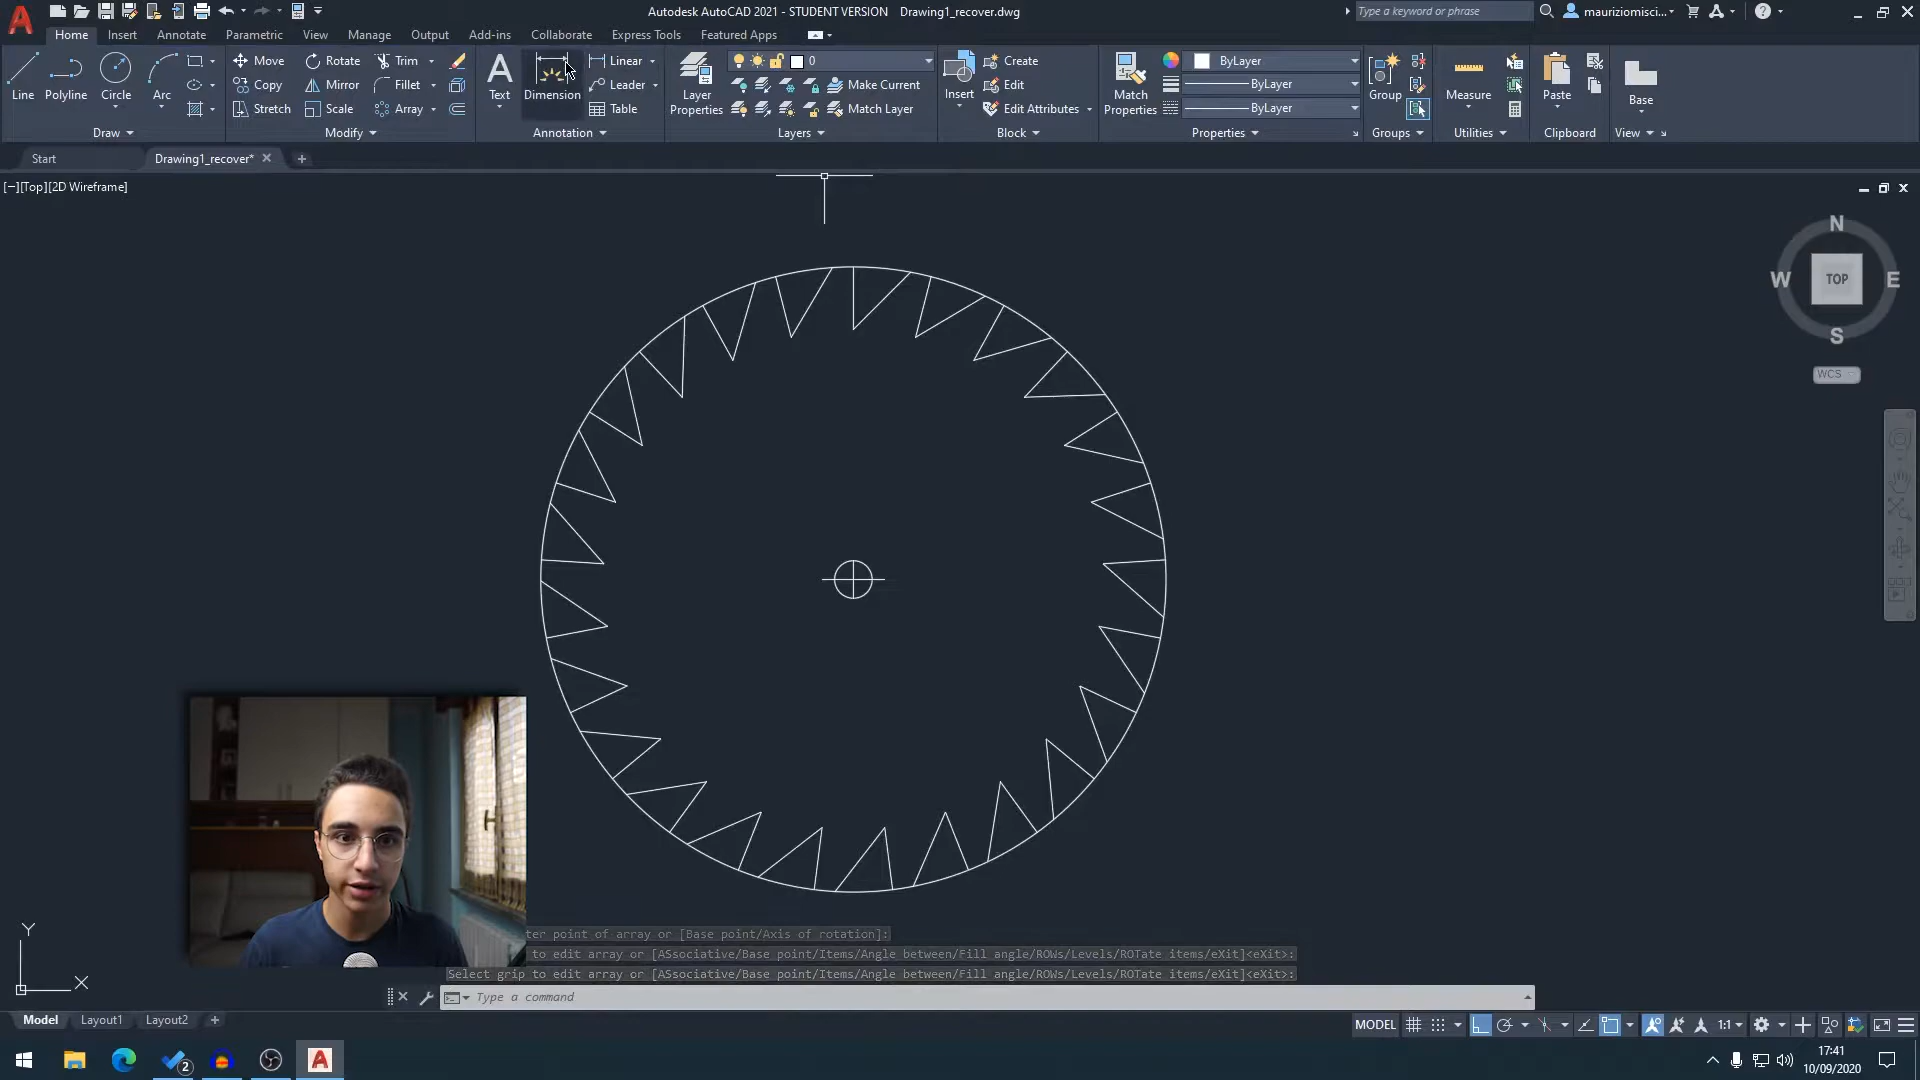 Autodesk AutoCAD 2021 - STUDENT VERSION Drawing1_recover.dwg
Type a keyword or phrase
mauriziomisci...
Home Insert Annotate Parametric View Manage Output Add-ins Collaborate Express Tools Featured Apps
Line
Polyline
Circle
Arc
Draw
Move Rotate Trim
Copy Mirror Fillet
Stretch Scale Array
Modify
Text
Dimension
Linear
Leader
Table
Annotation
Layer
Properties
0
Make Current
Match Layer
Layers
Insert
Create
Edit
Edit Attributes
Block
Match
Properties
ByLayer
ByLayer
ByLayer
Properties
Group
Groups
Measure
Utilities
Paste
Clipboard
Base
View
Start
Drawing1_recover*
[−][Top][2D Wireframe]
N
W TOP E
S
WCS
Y
X
ter point of array or [Base point/Axis of rotation]:
to edit array or [ASsociative/Base point/Items/Angle between/Fill angle/ROWs/Levels/ROTate items/eXit]<eXit>:
Select grip to edit array or [ASsociative/Base point/Items/Angle between/Fill angle/ROWs/Levels/ROTate items/eXit]<eXit>:
Type a command
Model Layout1 Layout2
MODEL
1:1
2
17:41
10/09/2020